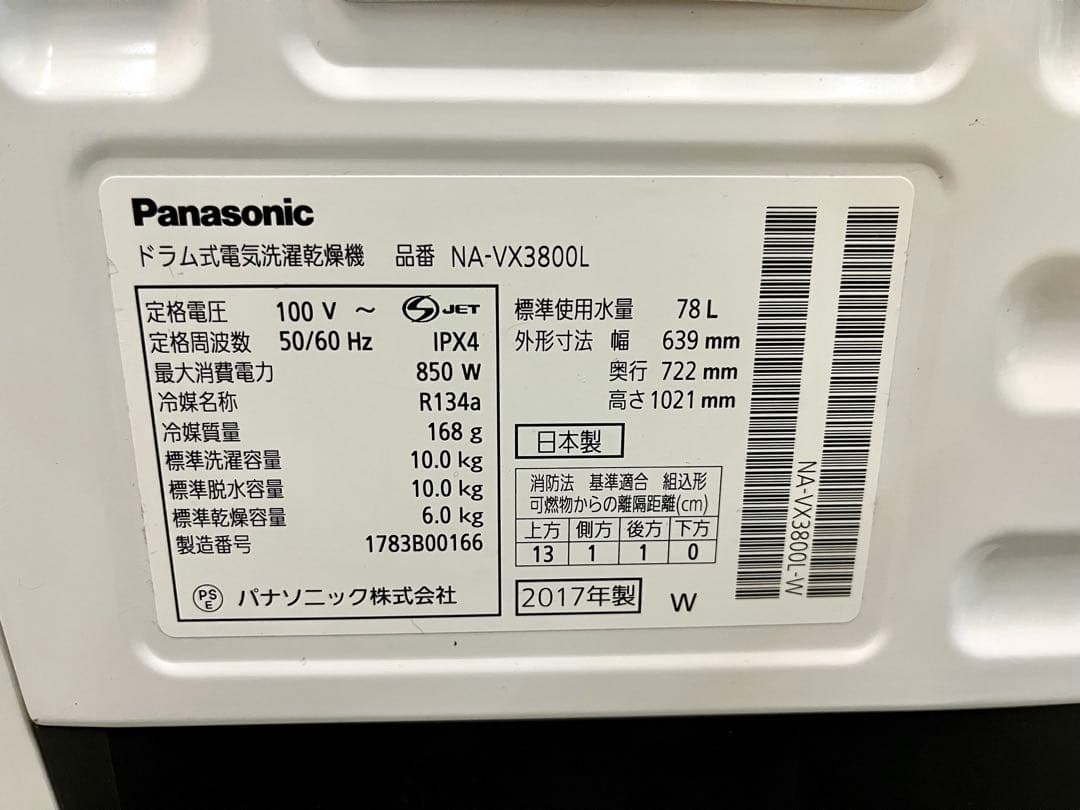 Panasonic
ドラム式電気洗濯乾燥機 品番 NA-VX3800L
定格電圧 100 V ～ S JET
定格周波数 50/60 Hz IPX4
最大消費電力 850 W
冷媒名称 R134a
冷媒質量 168 g
標準洗濯容量 10.0 kg
標準脱水容量 10.0 kg
標準乾燥容量 6.0 kg
製造番号 1783B00166
PSE パナソニック株式会社
標準使用水量 78 L
外形寸法 幅 639 mm
奥行 722 mm
高さ 1021 mm
日本製
消防法 基準適合 組込形
可燃物からの離隔距離(cm)
上方 側方 後方 下方
13 1 1 0
2017年製 W
NA-VX3800L-W